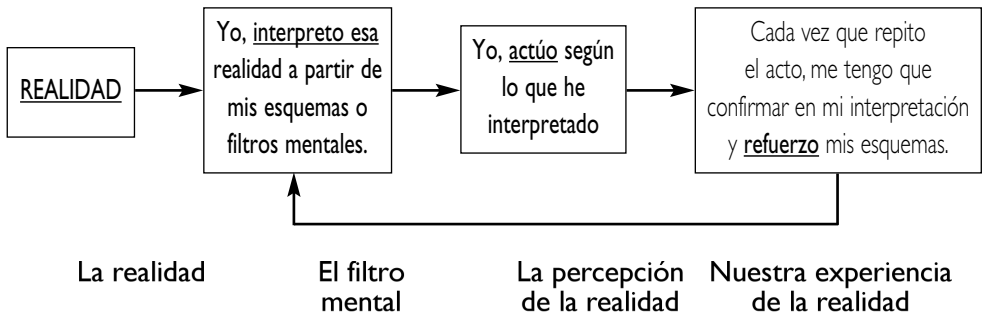 REALIDAD
Yo, interpreto esa
realidad a partir de
mis esquemas o
filtros mentales.
Yo, actúo según
lo que he
interpretado
Cada vez que repito
el acto, me tengo que
confirmar en mi interpretación
y refuerzo mis esquemas.
La realidad
El filtro
mental
La percepción
de la realidad
Nuestra experiencia
de la realidad